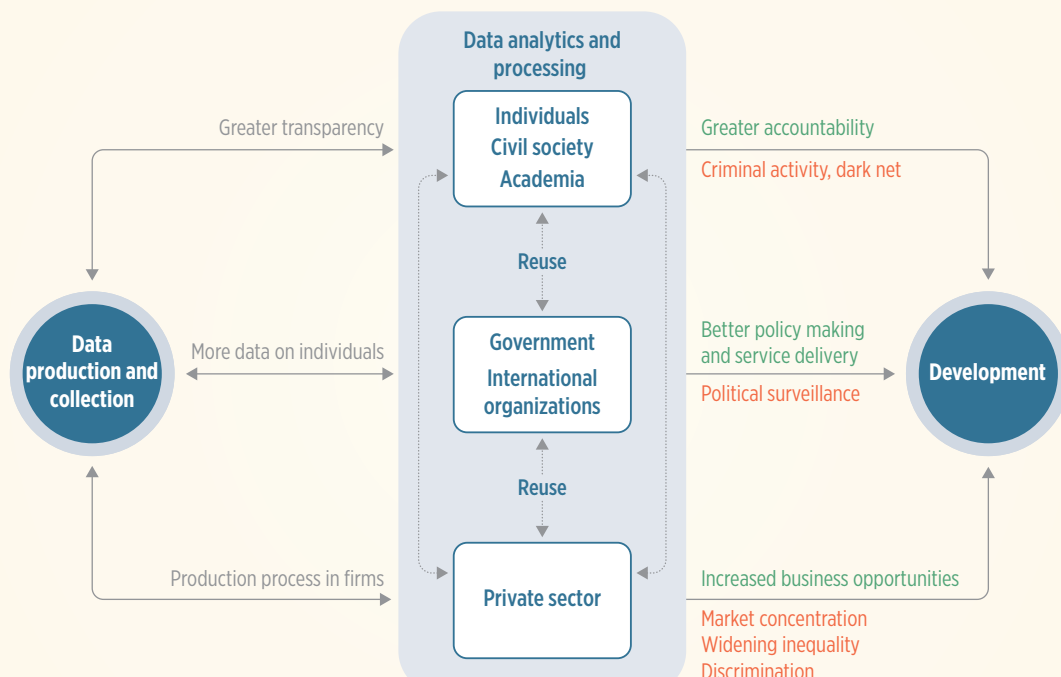 Data analytics and
processing
Individuals
Civil society
Academia
Greater transparency
Greater accountability
Criminal activity, dark net
Reuse
Data
production and
collection
More data on individuals
Government
International
organizations
Better policy making
and service delivery
Political surveillance
Development
Reuse
Production process in firms
Private sector
Increased business opportunities
Market concentration
Widening inequality
Discrimination